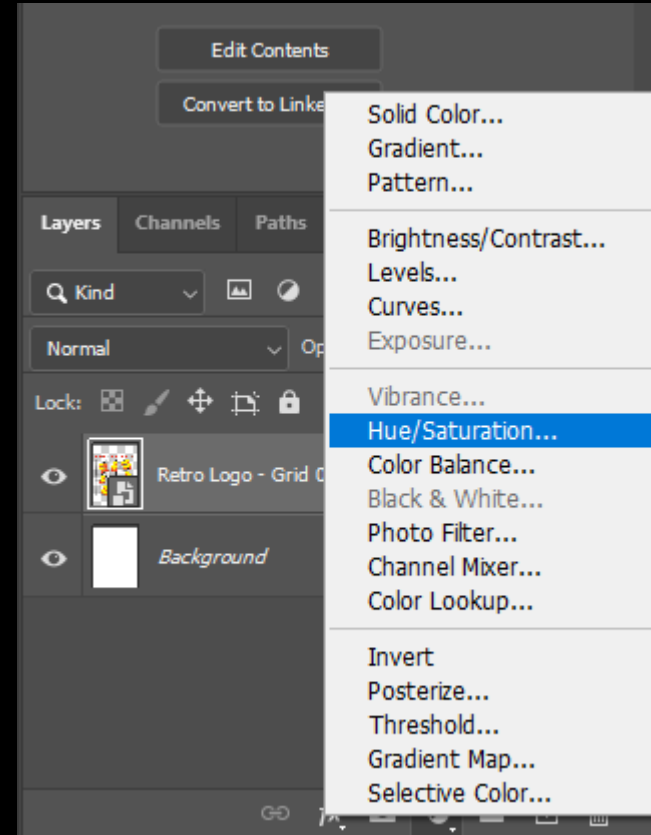 Edit Contents
Convert to Linke
Layers Channels Paths
Kind
Normal Op
Lock:
Retro Logo - Grid
Background
Solid Color...
Gradient...
Pattern...
Brightness/Contrast...
Levels...
Curves...
Exposure...
Vibrance...
Hue/Saturation...
Color Balance...
Black & White...
Photo Filter...
Channel Mixer...
Color Lookup...
Invert
Posterize...
Threshold...
Gradient Map...
Selective Color...